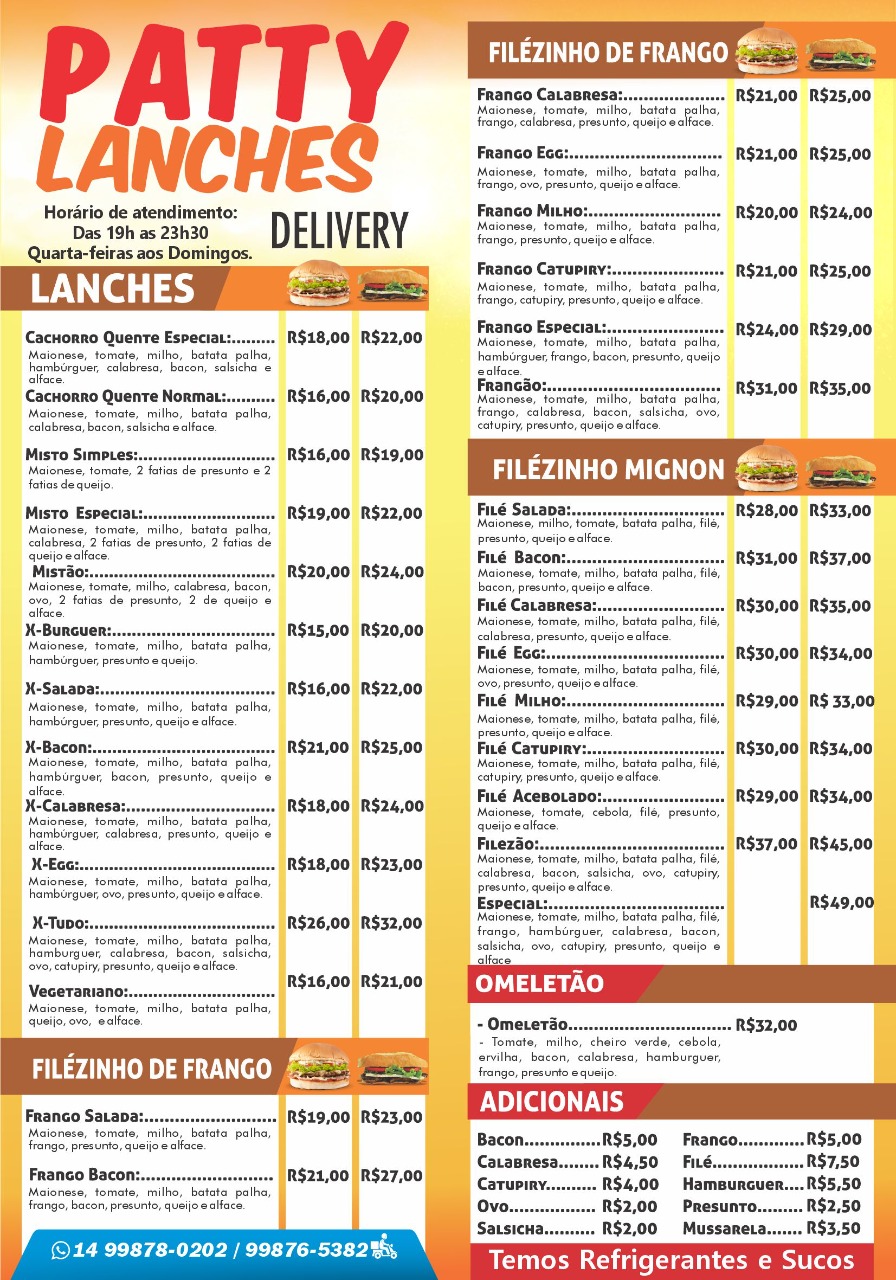 PATTY
LANCHES
Horário de atendimento:
Das 19h as 23h30
Quarta-feiras aos Domingos.
DELIVERY
LANCHES
Cachorro Quente Especial:......... R$18,00 R$22,00
Maionese, tomate, milho, batata palha,
hambúrguer, calabresa, bacon, salsicha e
alface.
Cachorro Quente Normal:.......... R$16,00 R$20,00
Maionese, tomate, milho, batata palha,
calabresa, bacon, salsicha e alface.
Misto Simples:........................... R$16,00 R$19,00
Maionese, tomate, 2 fatias de presunto e 2
fatias de queijo.
Misto Especial:.......................... R$19,00 R$22,00
Maionese, tomate, milho, batata palha,
calabresa, 2 fatias de presunto, 2 fatias de
queijo e alface.
Mistão:.................................... R$20,00 R$24,00
Maionese, tomate, milho, calabresa, bacon,
ovo, 2 fatias de presunto, 2 de queijo e
alface.
X-Burguer:................................ R$15,00 R$20,00
Maionese, tomate, milho, batata palha,
hambúrguer, presunto e queijo.
X-Salada:.................................. R$16,00 R$22,00
Maionese, tomate, milho, batata palha,
hambúrguer, presunto, queijo e alface.
X-Bacon:................................... R$21,00 R$25,00
Maionese, tomate, milho, batata palha,
hambúrguer, bacon, presunto, queijo e
alface.
X-Calabresa:............................. R$18,00 R$24,00
Maionese, tomate, milho, batata palha,
hambúrguer, calabresa, presunto, queijo e
alface.
X-Egg:...................................... R$18,00 R$23,00
Maionese, tomate, milho, batata palha,
hambúrguer, ovo, presunto, queijo e alface.
X-Tudo:.................................... R$26,00 R$32,00
Maionese, tomate, milho, batata palha,
hamburguer, calabresa, bacon, salsicha,
ovo, catupiry, presunto, queijo e alface.
Vegetariano:............................ R$16,00 R$21,00
Maionese, tomate, milho, batata palha,
queijo, ovo, e alface.
FILÉZINHO DE FRANGO
Frango Salada:.......................... R$19,00 R$23,00
Maionese, tomate, milho, batata palha,
frango, presunto, queijo e alface.
Frango Bacon:.......................... R$21,00 R$27,00
Maionese, tomate, milho, batata palha,
frango, bacon, presunto, queijo e alface.
14 99878-0202 / 99876-5382
FILÉZINHO DE FRANGO
Frango Calabresa:.................... R$21,00 R$25,00
Maionese, tomate, milho, batata palha,
frango, calabresa, presunto, queijo e alface.
Frango Egg:.............................. R$21,00 R$25,00
Maionese, tomate, milho, batata palha,
frango, ovo, presunto, queijo e alface.
Frango Milho:.......................... R$20,00 R$24,00
Maionese, tomate, milho, batata palha,
frango, presunto, queijo e alface.
Frango Catupiry:...................... R$21,00 R$25,00
Maionese, tomate, milho, batata palha,
frango, catupiry, presunto, queijo e alface.
Frango Especial:....................... R$24,00 R$29,00
Maionese, tomate, milho, batata palha,
hambúrguer, frango, bacon, presunto, queijo
e alface.
Frangão:.................................. R$31,00 R$35,00
Maionese, tomate, milho, batata palha,
frango, calabresa, bacon, salsicha, ovo,
catupiry, presunto, queijo e alface.
FILÉZINHO MIGNON
Filé Salada:.............................. R$28,00 R$33,00
Maionese, milho, tomate, batata palha, filé,
presunto, queijo e alface.
Filé Bacon:............................... R$31,00 R$37,00
Maionese, tomate, milho, batata palha, filé,
bacon, presunto, queijo e alface.
Filé Calabresa:......................... R$30,00 R$35,00
Maionese, tomate, milho, batata palha, filé,
calabresa, presunto, queijo e alface.
Filé Egg:................................... R$30,00 R$34,00
Maionese, tomate, milho, batata palha, filé,
ovo, presunto, queijo e alface.
Filé Milho:............................... R$29,00 R$ 33,00
Maionese, tomate, milho, batata palha, filé,
presunto, queijo e alface.
Filé Catupiry:........................... R$30,00 R$34,00
Maionese, tomate, milho, batata palha, filé,
catupiry, presunto, queijo e alface.
Filé Acebolado:........................ R$29,00 R$34,00
Maionese, tomate, cebola, filé, presunto,
queijo e alface.
Filezão:.................................... R$37,00 R$45,00
Maionese, tomate, milho, batata palha, filé,
calabresa, bacon, salsicha, ovo, catupiry,
presunto, queijo e alface.
Especial:.................................. R$49,00
Maionese, tomate, milho, batata palha, filé,
frango, hambúrguer, calabresa, bacon,
salsicha, ovo, catupiry, presunto, queijo e
alface
OMELETÃO
- Omeletão................................ R$32,00
- Tomate, milho, cheiro verde, cebola,
ervilha, bacon, calabresa, hamburguer,
frango, presunto e queijo.
ADICIONAIS
Bacon...............R$5,00 Frango.............R$5,00
Calabresa........R$4,50 Filé..................R$7,50
Catupiry.......... R$4,00 Hamburguer....R$5,50
Ovo..................R$2,00 Presunto.........R$2,50
Salsicha...........R$2,00 Mussarela.......R$3,50
Temos Refrigerantes e Sucos